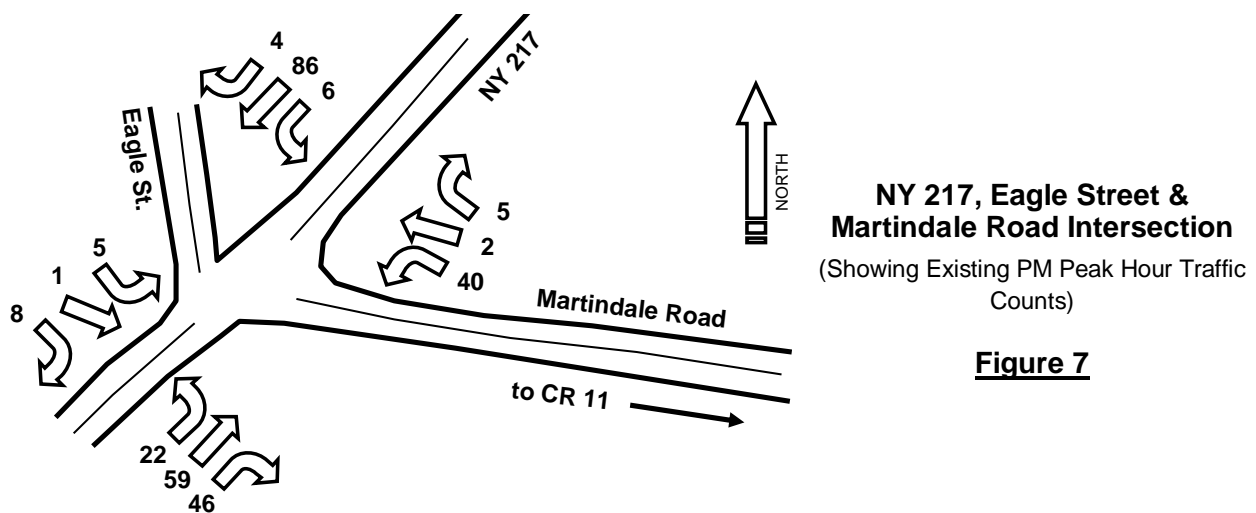 4
86
6
NY 217
Eagle St.
5
1
8
5
2
40
Martindale Road
to CR 11
22
59
46
NORTH
NY 217, Eagle Street &
Martindale Road Intersection
(Showing Existing PM Peak Hour Traffic
Counts)
Figure 7